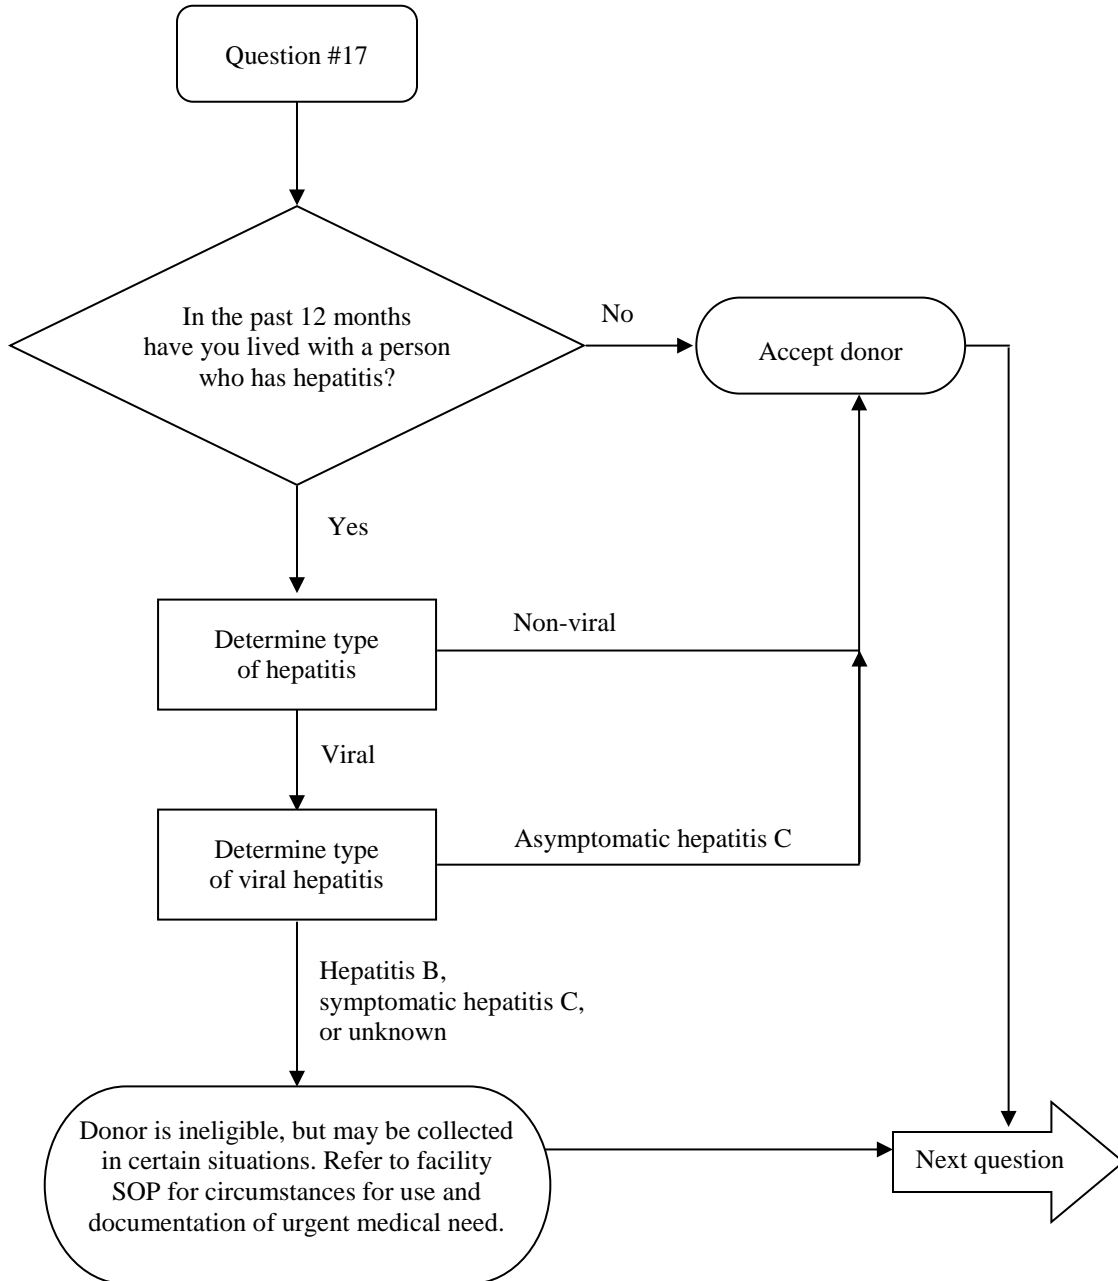 Question #17
In the past 12 months
have you lived with a person
who has hepatitis?
No
Accept donor
Yes
Determine type
of hepatitis
Non-viral
Viral
Determine type
of viral hepatitis
Asymptomatic hepatitis C
Hepatitis B,
symptomatic hepatitis C,
or unknown
Donor is ineligible, but may be collected
in certain situations. Refer to facility
SOP for circumstances for use and
documentation of urgent medical need.
Next question